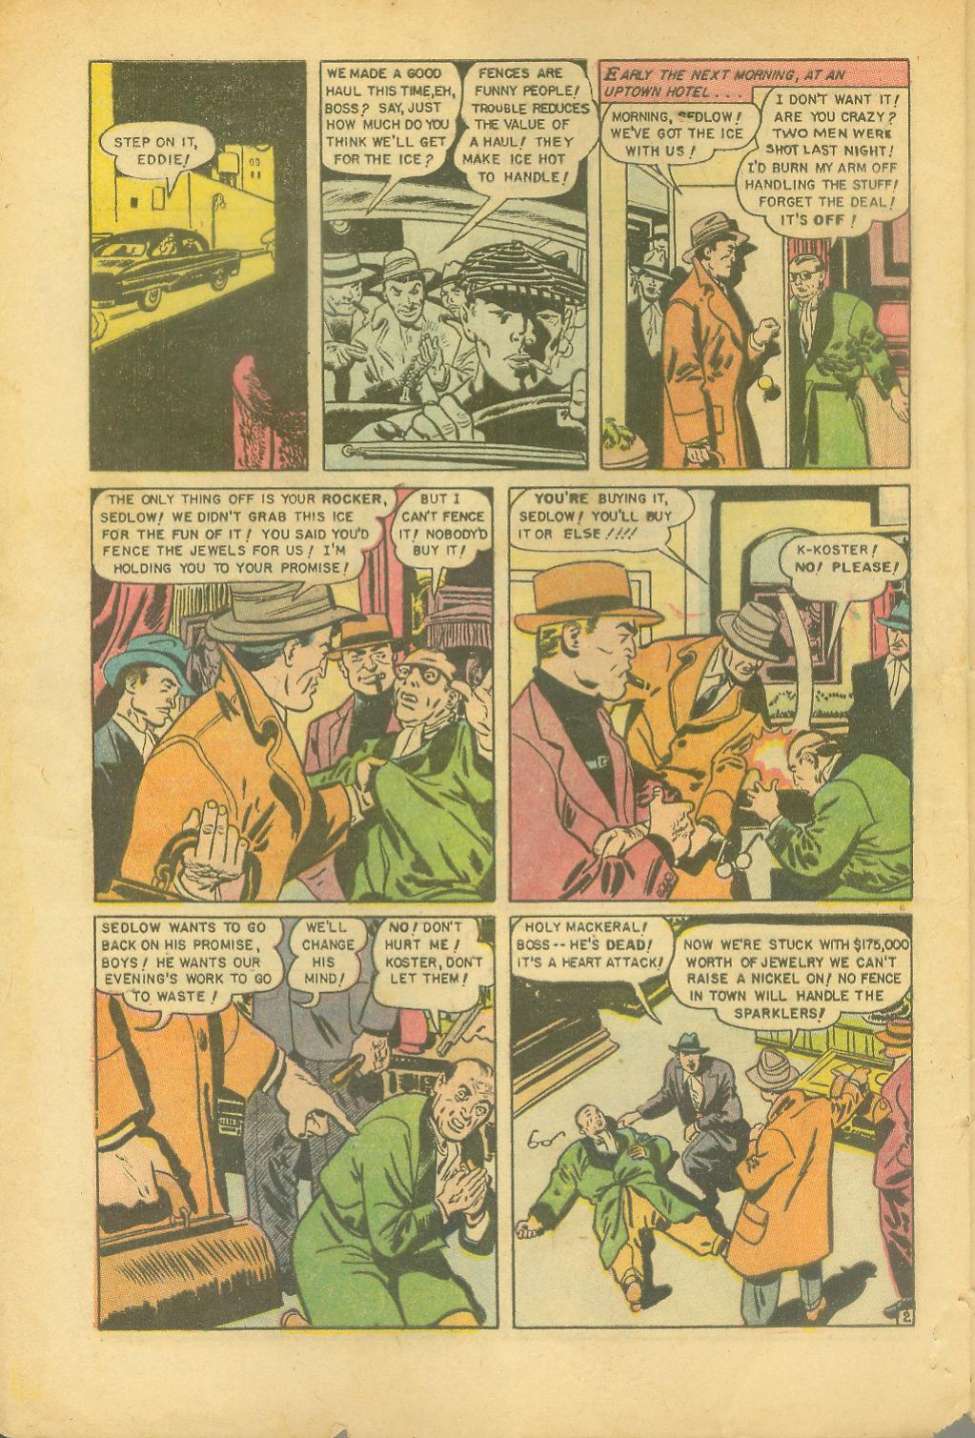 STEP ON IT,
EDDIE!
WE MADE A GOOD
HAUL THIS TIME, EH,
BOSS? SAY, JUST
HOW MUCH DO YOU
THINK WE'LL GET
FOR THE ICE?
FENCES ARE
FUNNY PEOPLE!
TROUBLE REDUCES
THE VALUE OF
A HAUL! THEY
MAKE ICE HOT
TO HANDLE!
EARLY THE NEXT MORNING, AT AN
UPTOWN HOTEL . . .
MORNING, SEDLOW!
WE'VE GOT THE ICE
WITH US!
I DON'T WANT IT!
ARE YOU CRAZY?
TWO MEN WERE
SHOT LAST NIGHT!
I'D BURN MY ARM OFF
HANDLING THE STUFF!
FORGET THE DEAL!
IT'S OFF!
THE ONLY THING OFF IS YOUR ROCKER,
SEDLOW! WE DIDN'T GRAB THIS ICE
FOR THE FUN OF IT! YOU SAID YOU'D
FENCE THE JEWELS FOR US! I'M
HOLDING YOU TO YOUR PROMISE!
BUT I
CAN'T FENCE
IT! NOBODY'D
BUY IT!
YOU'RE BUYING IT,
SEDLOW! YOU'LL BUY
IT OR ELSE!!!!
K-KOSTER!
NO! PLEASE!
SEDLOW WANTS TO GO
BACK ON HIS PROMISE,
BOYS! HE WANTS OUR
EVENING'S WORK TO GO
TO WASTE!
WE'LL
CHANGE
HIS
MIND!
NO! DON'T
HURT ME!
KOSTER, DON'T
LET THEM!
HOLY MACKERAL!
BOSS -- HE'S DEAD!
IT'S A HEART ATTACK!
NOW WE'RE STUCK WITH $175,000
WORTH OF JEWELRY WE CAN'T
RAISE A NICKEL ON! NO FENCE
IN TOWN WILL HANDLE THE
SPARKLERS!
2